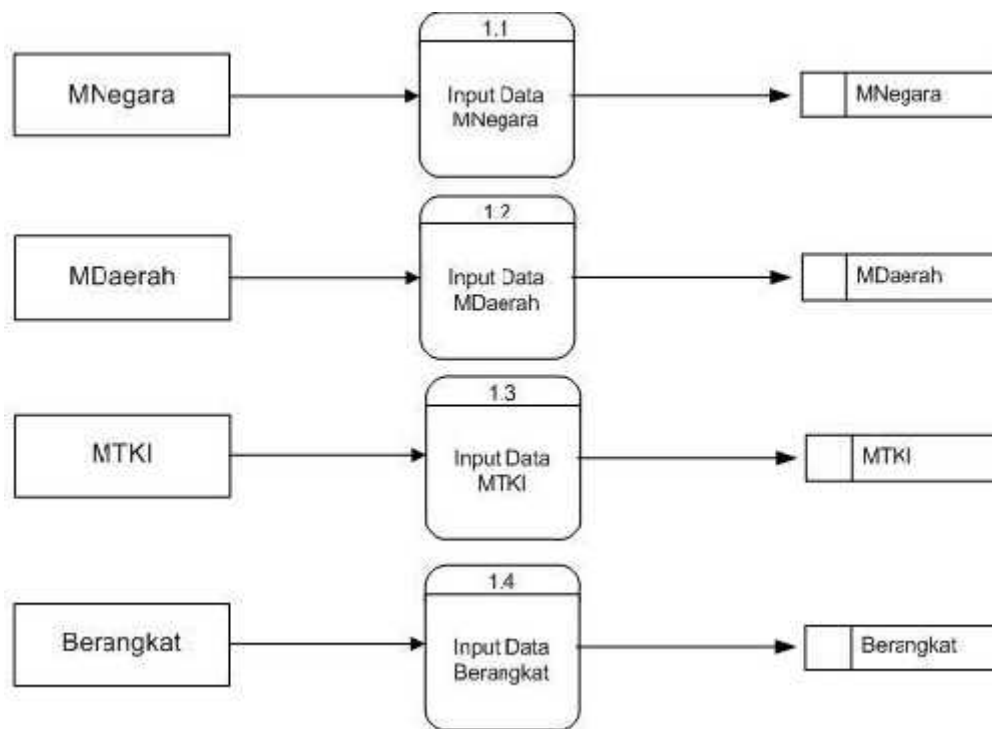 1.1
MNegara
Input Data
MNegara
MNegara
1.2
MDaerah
Input Data
MDaerah
MDaerah
1.3
MTKI
Input Data
MTKI
MTKI
1.4
Berangkat
Input Data
Berangkat
Berangkat